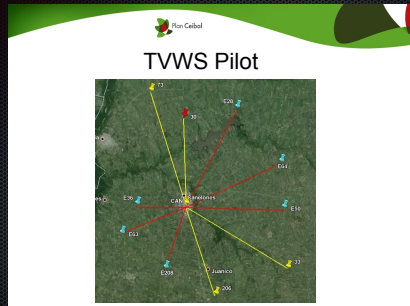 Plan Ceibal
TVWS Pilot
73
30
E28
E64
Canelones
E36
CAN
E50
E63
33
E208
Juanico
206